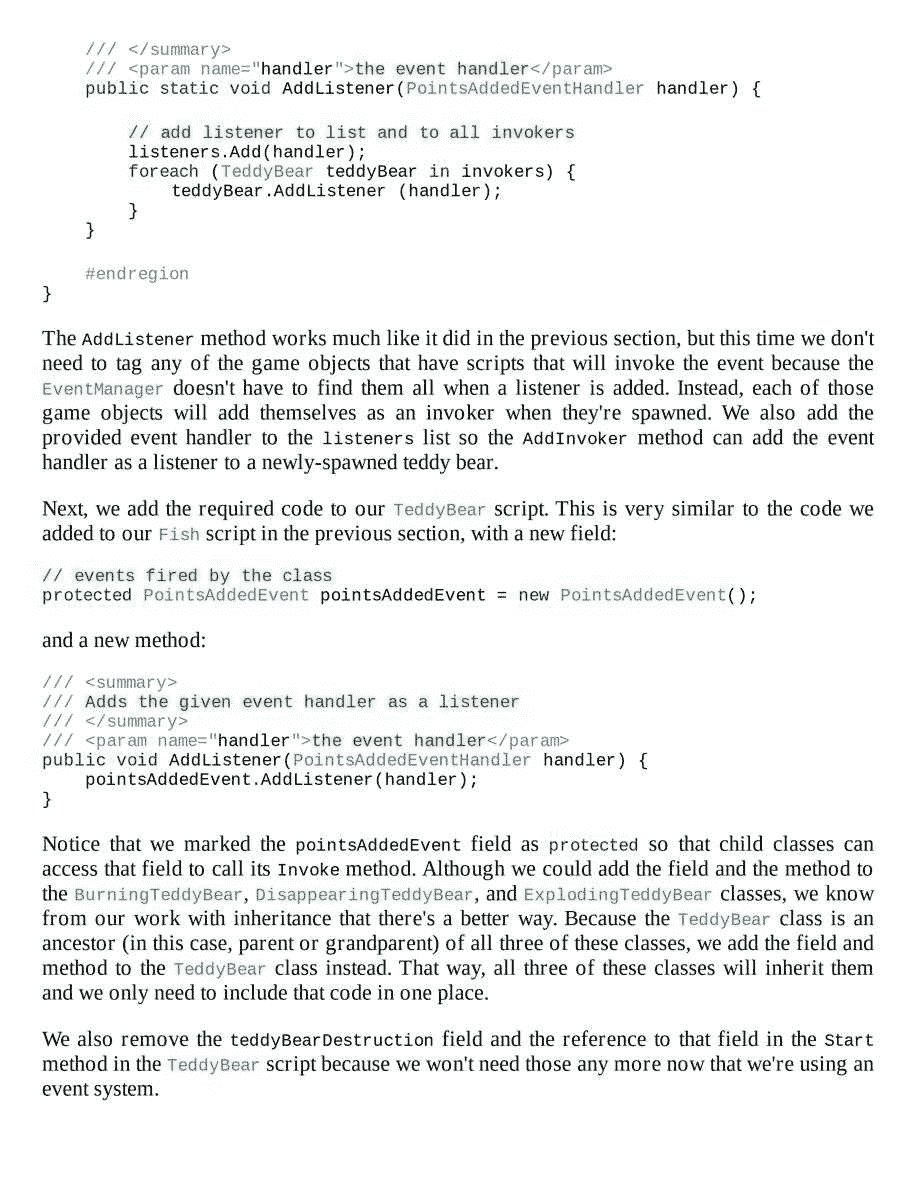 /// </summary>
/// <param name="handler">the event handler</param>
public static void AddListener(PointsAddedEventHandler handler) {
// add listener to list and to all invokers
listeners.Add(handler);
foreach (TeddyBear teddyBear in invokers) {
teddyBear.AddListener (handler);
}
}
#endregion
}
The AddListener method works much like it did in the previous section, but this time we don't
need to tag any of the game objects that have scripts that will invoke the event because the
EventManager doesn't have to find them all when a listener is added. Instead, each of those
game objects will add themselves as an invoker when they're spawned. We also add the
provided event handler to the listeners list so the AddInvoker method can add the event
handler as a listener to a newly-spawned teddy bear.
Next, we add the required code to our TeddyBear script. This is very similar to the code we
added to our Fish script in the previous section, with a new field:
// events fired by the class
protected PointsAddedEvent pointsAddedEvent = new PointsAddedEvent();
and a new method:
/// <summary>
/// Adds the given event handler as a listener
/// </summary>
/// <param name="handler">the event handler</param>
public void AddListener(PointsAddedEventHandler handler) {
pointsAddedEvent.AddListener(handler);
}
Notice that we marked the pointsAddedEvent field as protected so that child classes can
access that field to call its Invoke method. Although we could add the field and the method to
the BurningTeddyBear, DisappearingTeddyBear, and ExplodingTeddyBear classes, we know
from our work with inheritance that there's a better way. Because the TeddyBear class is an
ancestor (in this case, parent or grandparent) of all three of these classes, we add the field and
method to the TeddyBear class instead. That way, all three of these classes will inherit them
and we only need to include that code in one place.
We also remove the teddyBearDestruction field and the reference to that field in the Start
method in the TeddyBear script because we won't need those any more now that we're using an
event system.